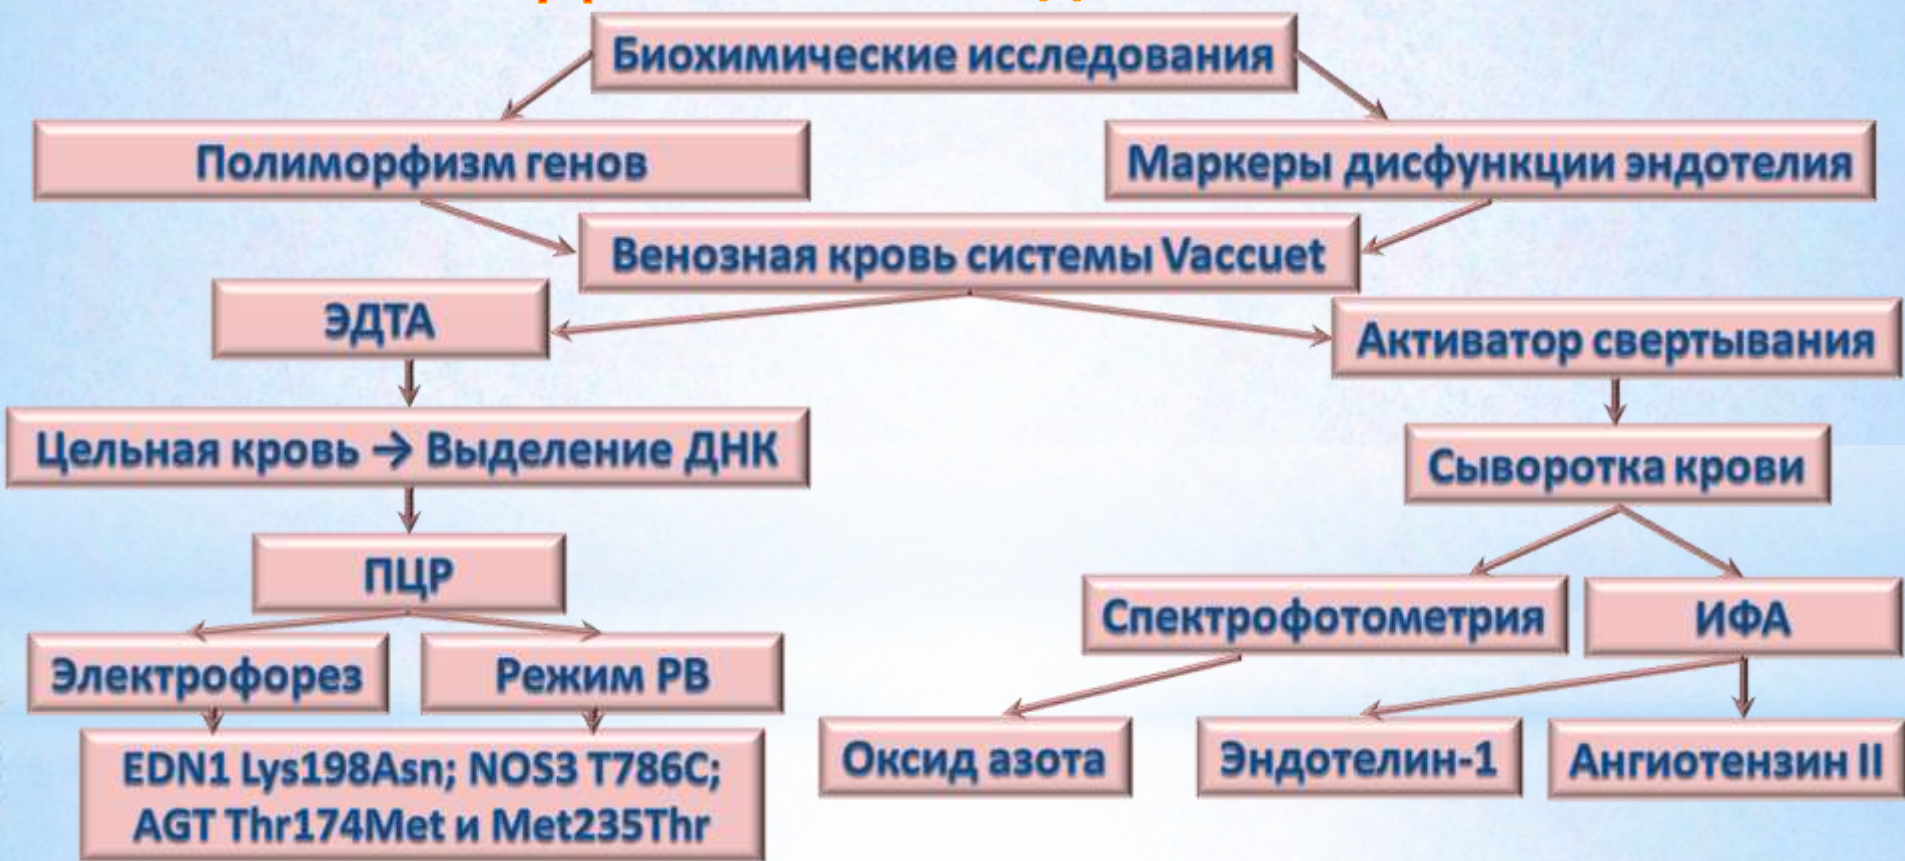 Биохимические исследования
Полиморфизм генов
Маркеры дисфункции эндотелия
Венозная кровь системы Vaccuet
ЭДТА
Активатор свертывания
Цельная кровь → Выделение ДНК
Сыворотка крови
ПЦР
Спектрофотометрия
ИФА
Электрофорез
Режим РВ
Оксид азота
Эндотелин-1
Ангиотензин II
EDN1 Lys198Asn; NOS3 T786C;
AGT Thr174Met и Met235Thr